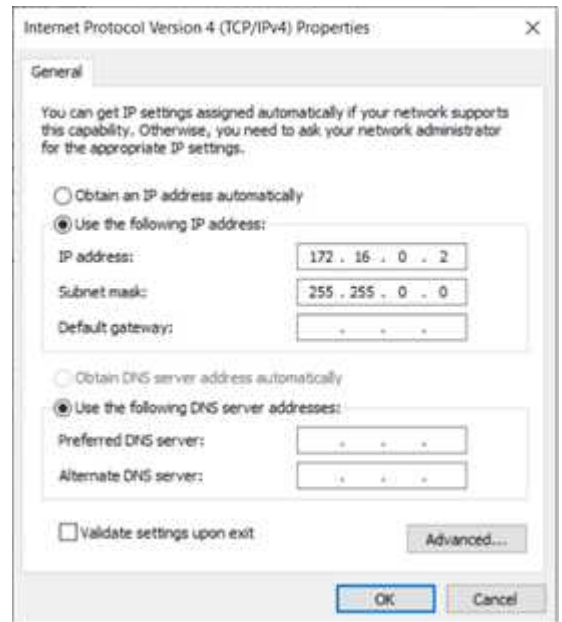 Internet Protocol Version 4 (TCP/IPv4) Properties
General
You can get IP settings assigned automatically if your network supports
this capability. Otherwise, you need to ask your network administrator
for the appropriate IP settings.
Obtain an IP address automatically
Use the following IP address:
IP address: 172 . 16 . 0 . 2
Subnet mask: 255 . 255 . 0 . 0
Default gateway: . . .
Obtain DNS server address automatically
Use the following DNS server addresses:
Preferred DNS server: . . .
Alternate DNS server: . . .
Validate settings upon exit
Advanced...
OK Cancel